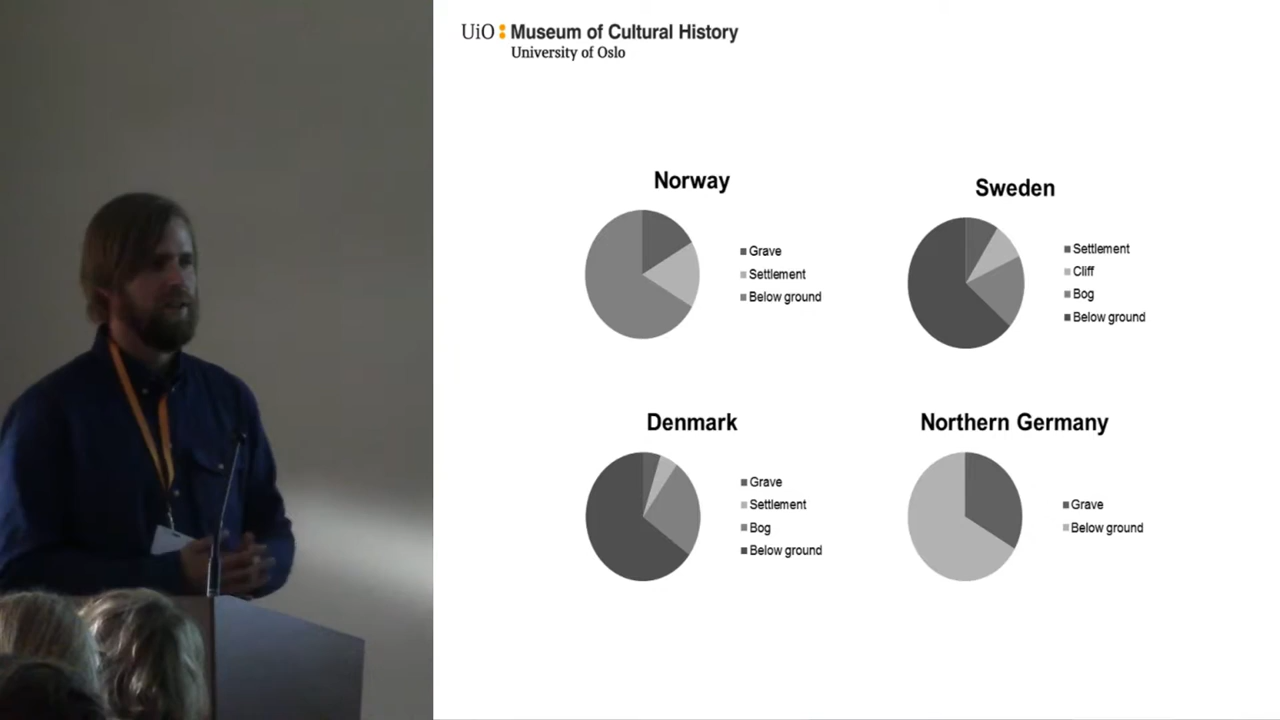 UiO : Museum of Cultural History
University of Oslo
Norway
Grave
Settlement
Below ground
Sweden
Settlement
Cliff
Bog
Below ground
Denmark
Grave
Settlement
Bog
Below ground
Northern Germany
Grave
Below ground